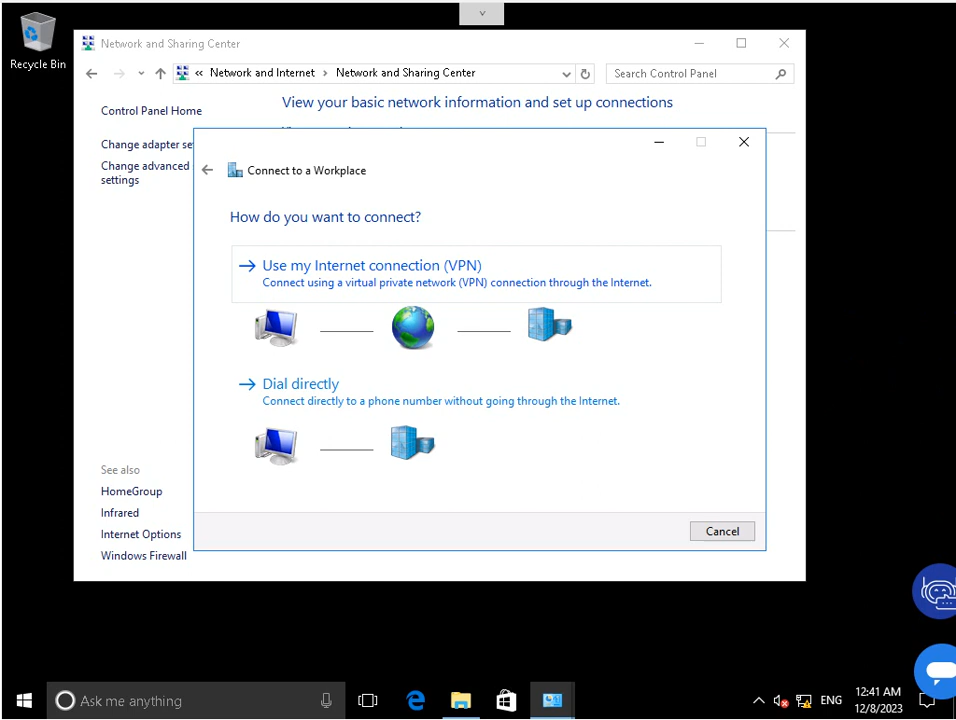 Recycle Bin
Network and Sharing Center
« Network and Internet › Network and Sharing Center
Search Control Panel
Control Panel Home
View your basic network information and set up connections
Change adapter se
Change advanced
settings
Connect to a Workplace
How do you want to connect?
Use my Internet connection (VPN)
Connect using a virtual private network (VPN) connection through the Internet.
Dial directly
Connect directly to a phone number without going through the Internet.
Cancel
See also
HomeGroup
Infrared
Internet Options
Windows Firewall
Ask me anything
ENG
12:41 AM
12/8/2023